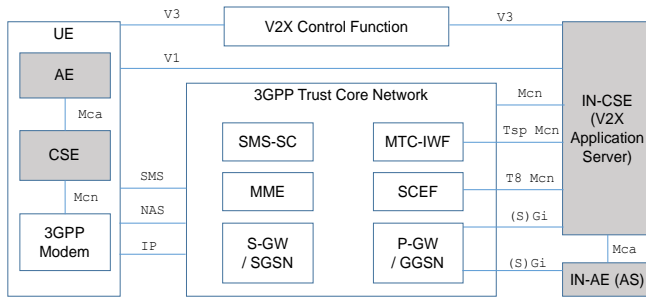 V3
V3
UE
V2X Control Function
V1
AE
3GPP Trust Core Network
Mcn
IN-CSE
(V2X
Application
Server)
Mca
SMS-SC
MTC-IWF
Tsp Mcn
CSE
SMS
MME
SCEF
T8 Mcn
Mcn
NAS
(S)Gi
3GPP
Modem
IP
S-GW
/ SGSN
P-GW
/ GGSN
Mca
(S)Gi
IN-AE (AS)